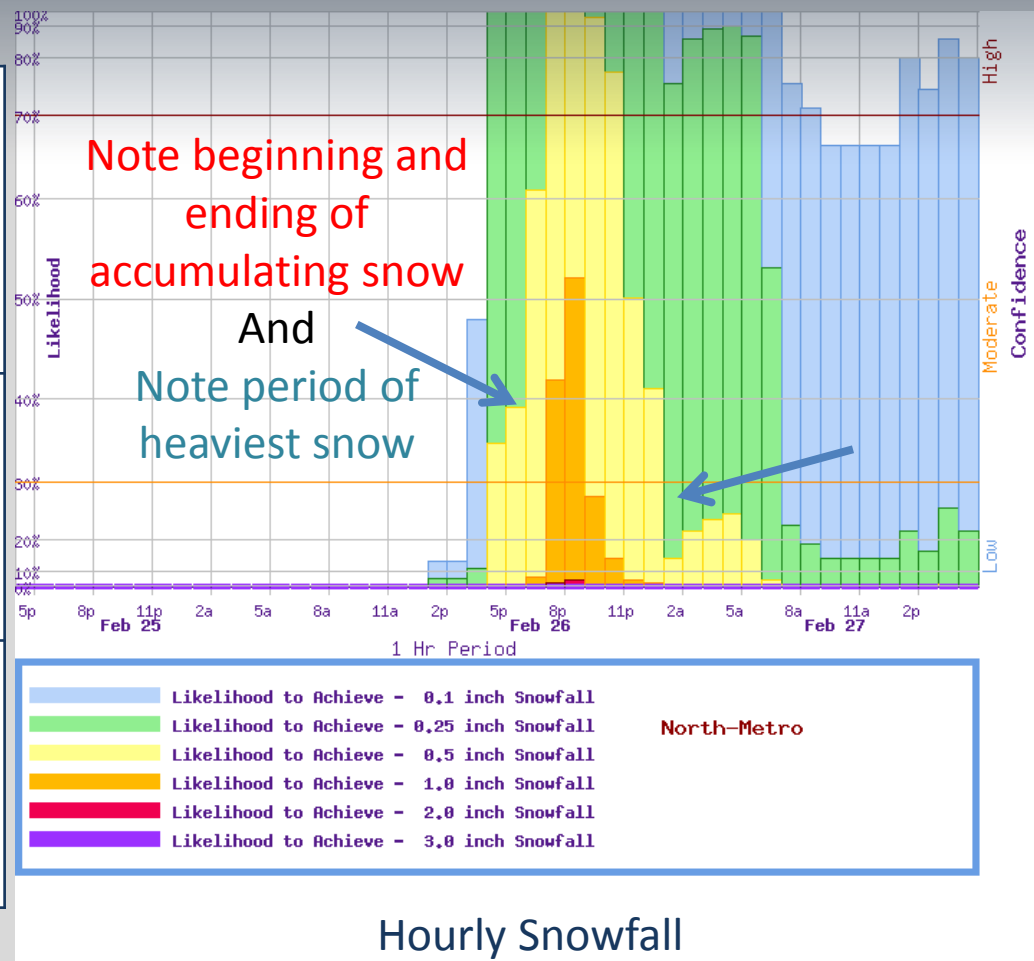 100%
90%
80%
70%
60%
50%
40%
30%
20%
10%
0%
Likelihood
High
Moderate
Low
Confidence
Note beginning and
ending of
accumulating snow
And
Note period of
heaviest snow
5p 8p 11p 2a 5a 8a 11a 2p 5p 8p 11p 2a 5a 8a 11a 2p
Feb 25 Feb 26 Feb 27
1 Hr Period
Likelihood to Achieve - 0.1 inch Snowfall
Likelihood to Achieve - 0.25 inch Snowfall
North-Metro
Likelihood to Achieve - 0.5 inch Snowfall
Likelihood to Achieve - 1.0 inch Snowfall
Likelihood to Achieve - 2.0 inch Snowfall
Likelihood to Achieve - 3.0 inch Snowfall
Hourly Snowfall